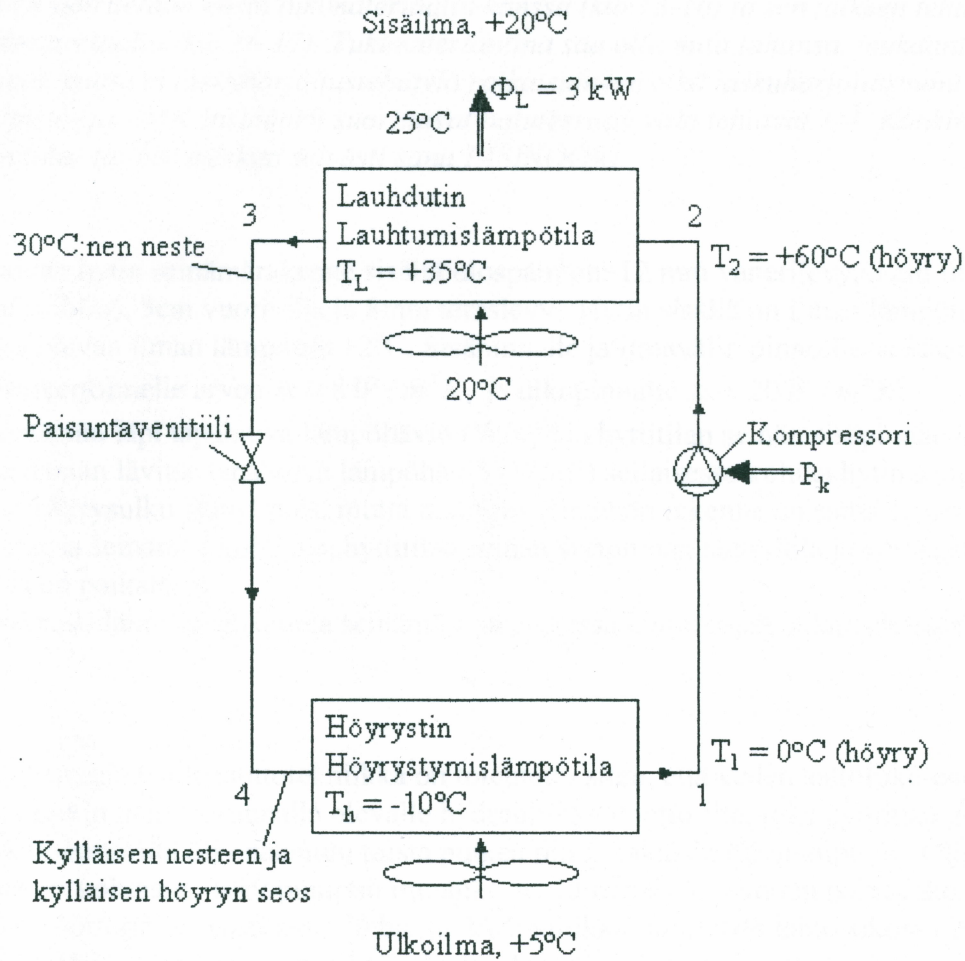 Sisäilma, +20°C
Φ_L = 3 kW
25°C
3
Lauhdutin
2
30°C:nen neste
Lauhtumislämpötila
T_L = +35°C
T_2 = +60°C (höyry)
20°C
Paisuntaventtiili
Kompressori
P_k
Höyrystin
Höyrystymislämpötila
T_h = -10°C
T_1 = 0°C (höyry)
4
1
Kylläisen nesteen ja
kylläisen höyryn seos
Ulkoilma, +5°C